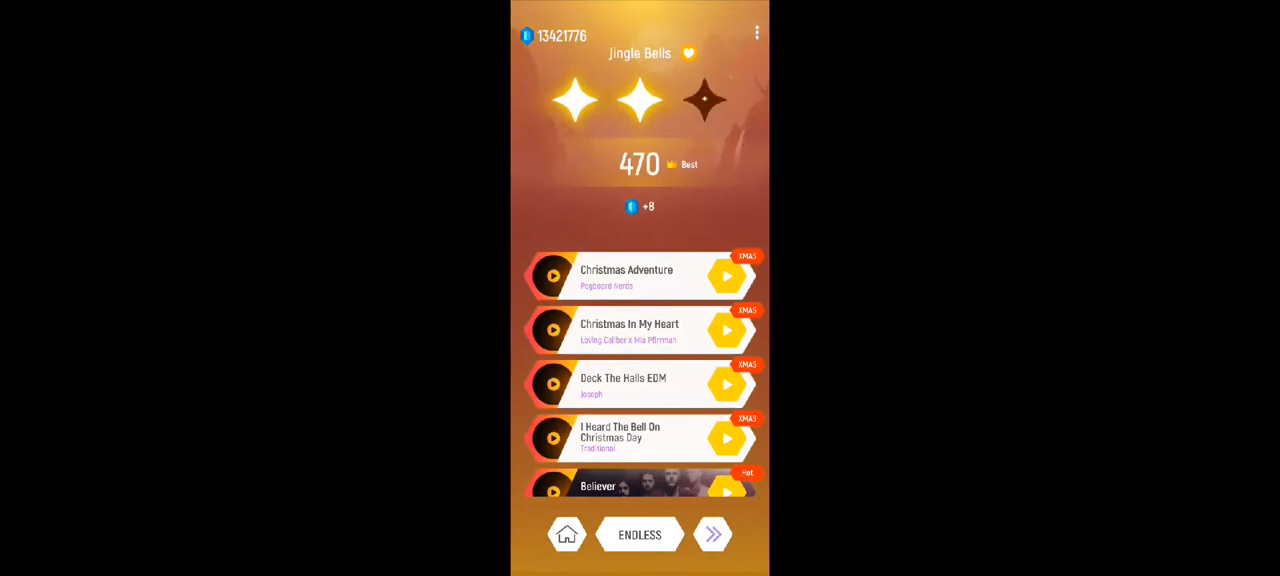 13421776
Jingle Bells
470 Best
+8
XMAS
Christmas Adventure
Pegboard Nerds
XMAS
Christmas In My Heart
Loving Caliber x Mia Pfirrman
XMAS
Deck The Halls EDM
Joseph
XMAS
I Heard The Bell On
Christmas Day
Traditional
Hot
Believer
ENDLESS